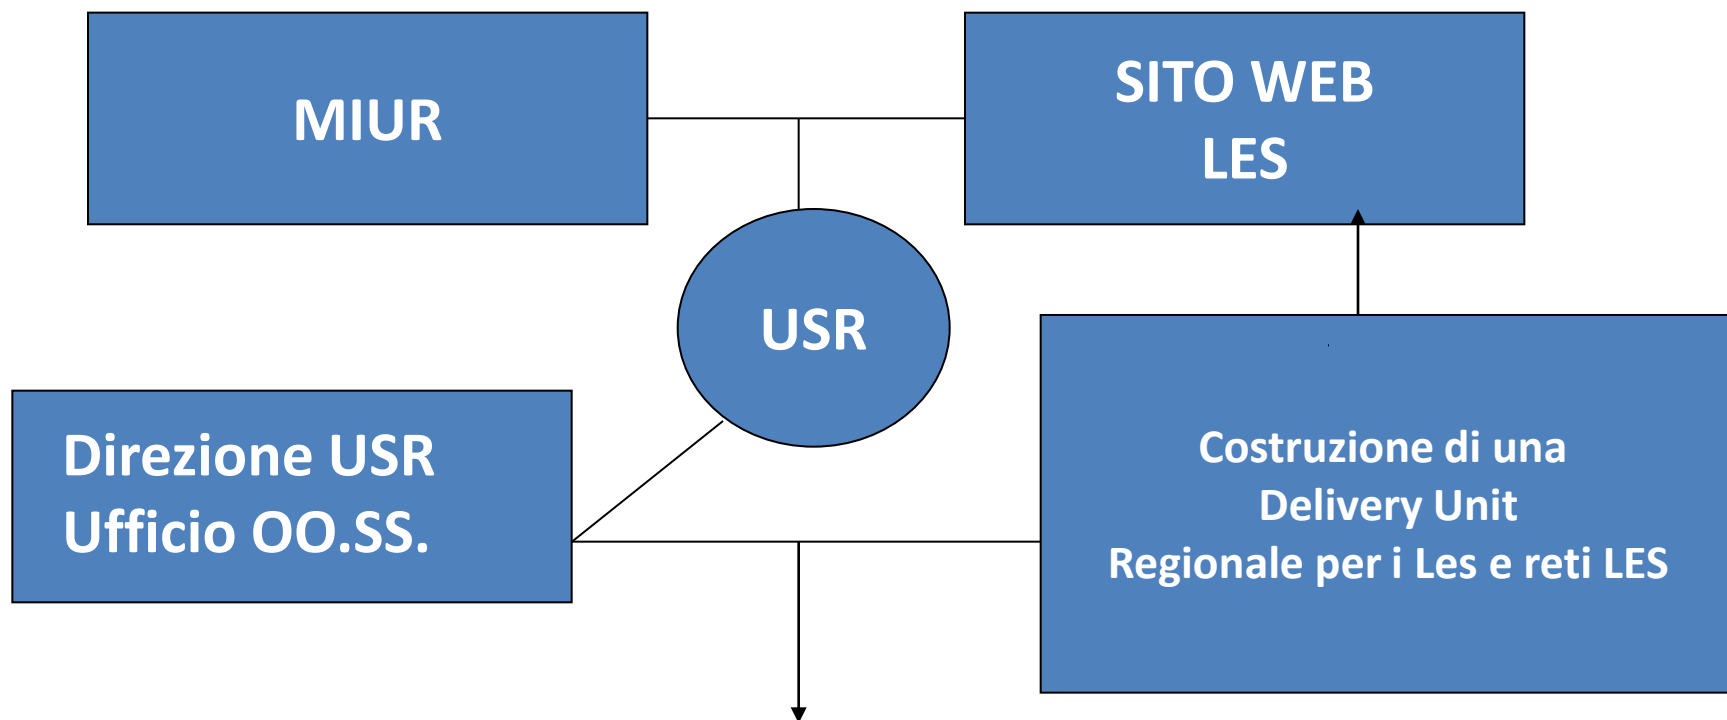 MIUR
SITO WEB
LES
USR
Direzione USR
Ufficio OO.SS.
Costruzione di una
Delivery Unit
Regionale per i Les e reti LES